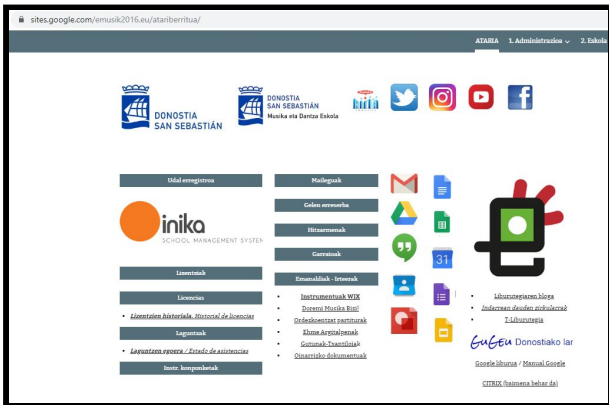 sites.google.com/emusik2016.eu/atariberritua/
ATARIA 1. Administrazioa 2. Eskola
DONOSTIA
SAN SEBASTIÁN
DONOSTIA
SAN SEBASTIÁN
Musika eta Dantza Eskola
Udal erregistroa
inika
SCHOOL MANAGEMENT SYSTEM
Lizentziak
Licencias
Lizentzien historiala. Historial de licencias
Laguntzak
Laguntzen egoera / Estado de asistencias
Instr. konponketak
Maileguak
Gelen erreserba
Hitzarmenak
Garraioak
Emanaldiak - Irteerak
Instrumentuak WIX
Doremi Musika Bizi!
Ordezkoentzat partiturak
Ehme Argitalpenak
Gutunak-Txantiloiak
Oinarrizko dokumentuak
31
Liburutegiaren bloga
Indarrean dauden zirkularrak
T-Liburutegia
GuGEU Donostiako lar
Google liburua / Manual Google
CITRIX (baimena behar da)